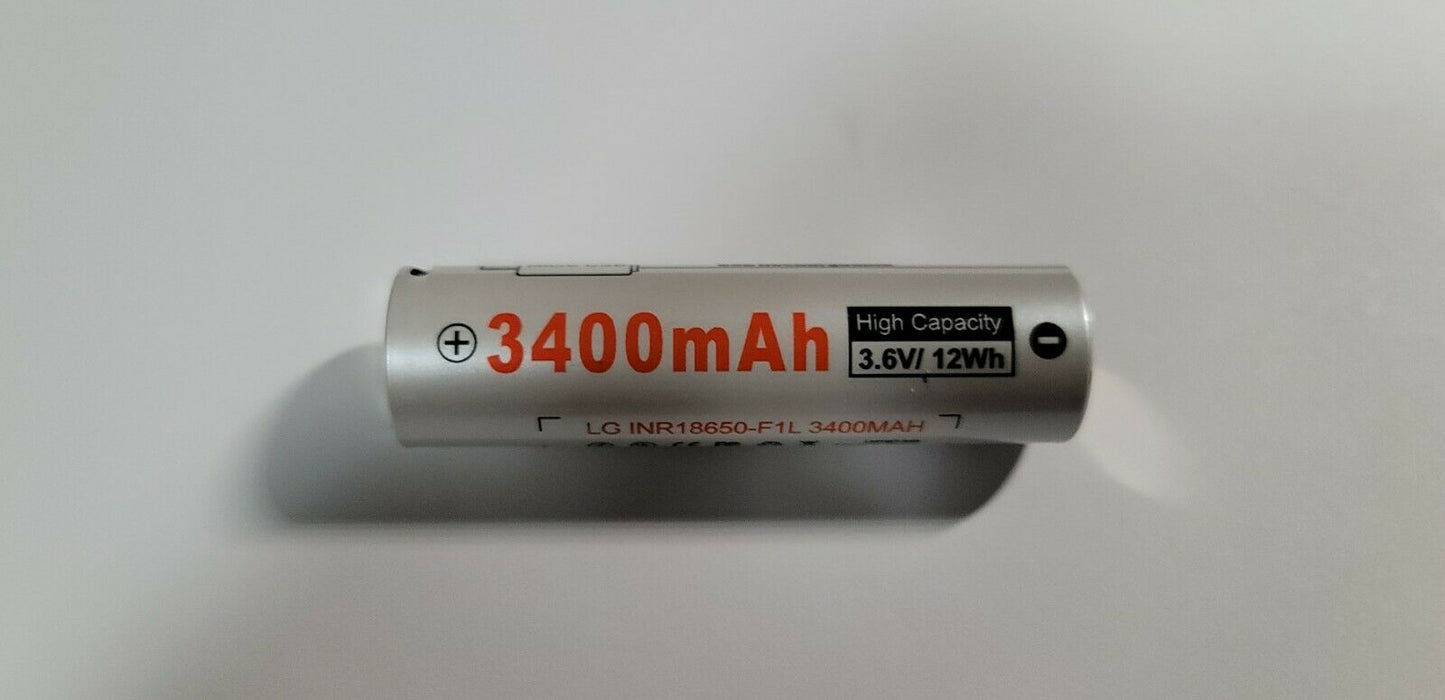 3400mAh
High Capacity
3.6V/ 12Wh
LG INR18650-F1L 3400MAH